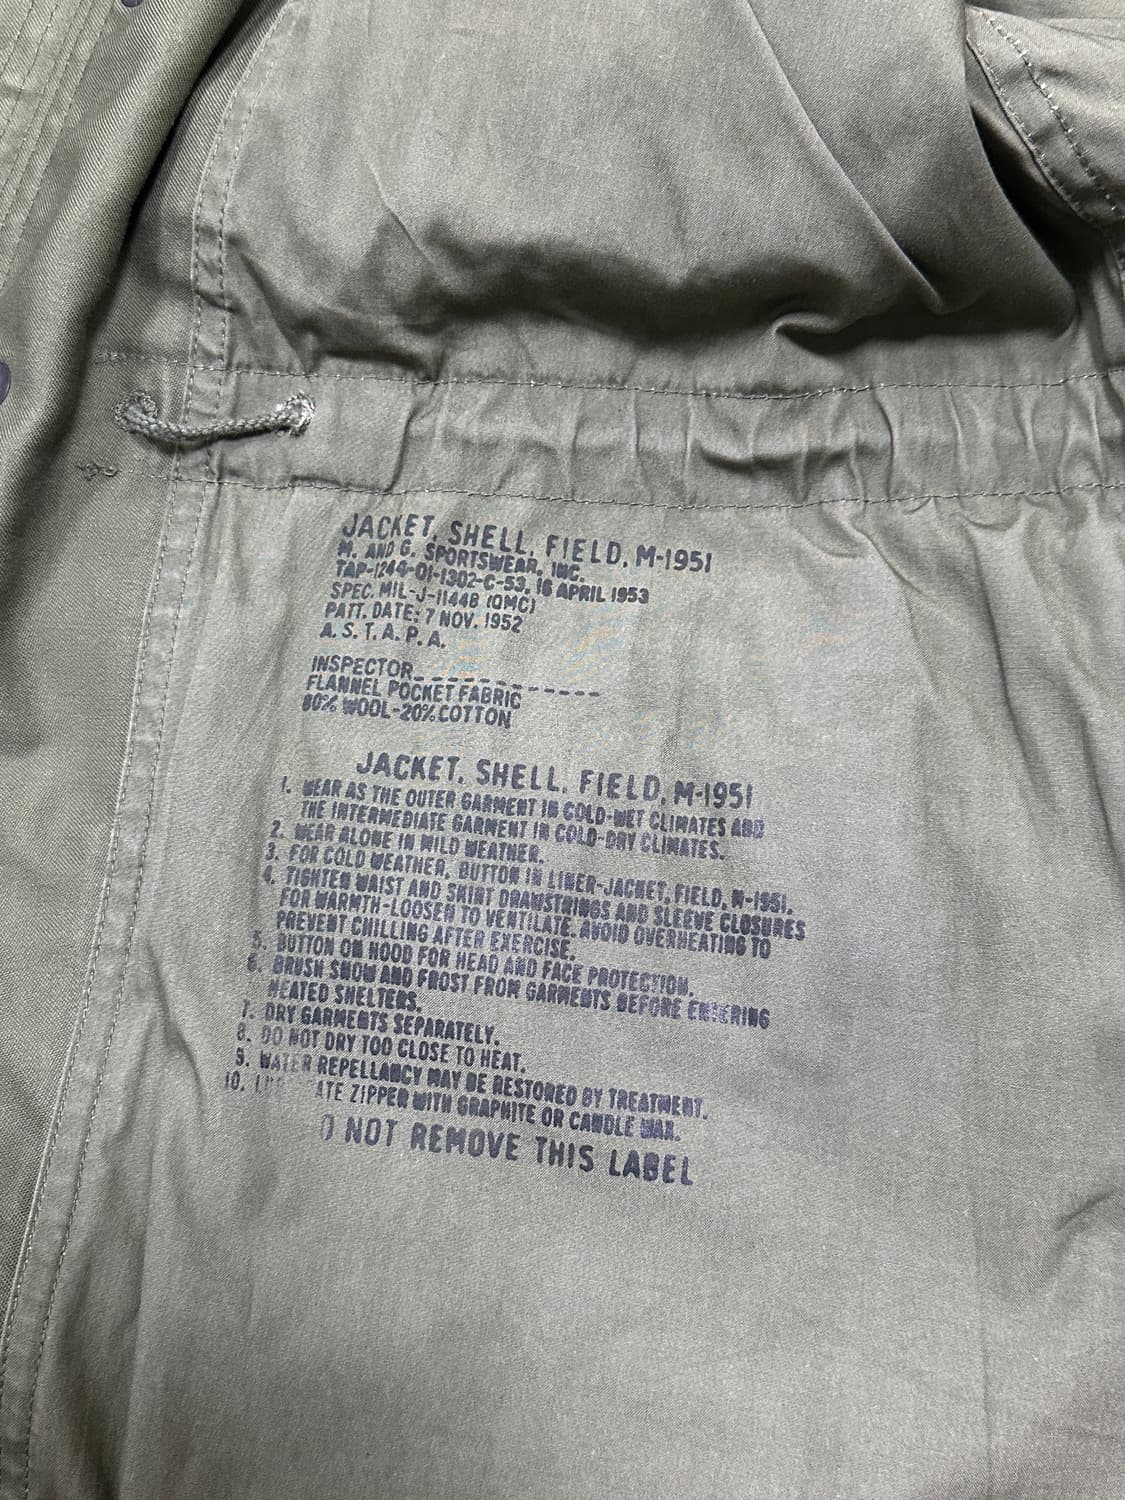 JACKET, SHELL, FIELD, M-1951
M. AND G. SPORTSWEAR, INC.
TAP-1244-01-1302-C-53, 16 APRIL 1953
SPEC. MIL-J-11448 (QMC)
PATT. DATE: 7 NOV. 1952
A. S. T. A. P. A.
INSPECTOR_ _ _ _ _ _ _ _ _ _ _ _ _
FLANNEL POCKET FABRIC
80% WOOL-20% COTTON
JACKET, SHELL, FIELD, M-1951
1. WEAR AS THE OUTER GARMENT IN COLD-WET CLIMATES AND
THE INTERMEDIATE GARMENT IN COLD-DRY CLIMATES.
2. WEAR ALONE IN MILD WEATHER.
3. FOR COLD WEATHER, BUTTON IN LINER-JACKET, FIELD, M-1951.
4. TIGHTEN WAIST AND SKIRT DRAWSTRINGS AND SLEEVE CLOSURES
FOR WARMTH-LOOSEN TO VENTILATE. AVOID OVERHEATING TO
PREVENT CHILLING AFTER EXERCISE.
5. BUTTON ON HOOD FOR HEAD AND FACE PROTECTION.
6. BRUSH SNOW AND FROST FROM GARMENTS BEFORE ENTERING
HEATED SHELTERS.
7. DRY GARMENTS SEPARATELY.
8. DO NOT DRY TOO CLOSE TO HEAT.
9. WATER REPELLANCY MAY BE RESTORED BY TREATMENT.
10. ZIPPER WITH GRAPHITE OR CANDLE WAX.
NOT REMOVE THIS LABEL